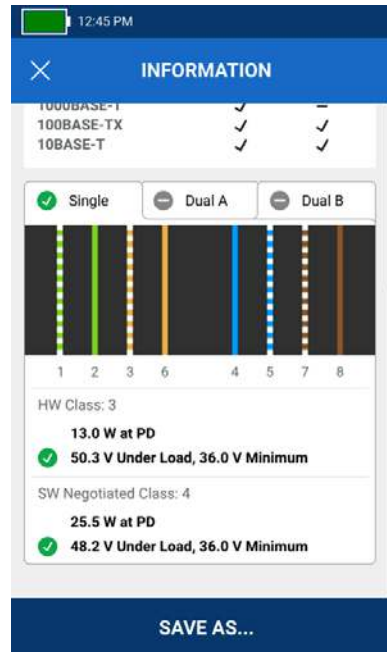 12:45 PM
INFORMATION
1000BASE-T
100BASE-TX
10BASE-T
Single Dual A Dual B
1 2 3 6 4 5 7 8
HW Class: 3
13.0 W at PD
50.3 V Under Load, 36.0 V Minimum
SW Negotiated Class: 4
25.5 W at PD
48.2 V Under Load, 36.0 V Minimum
SAVE AS...